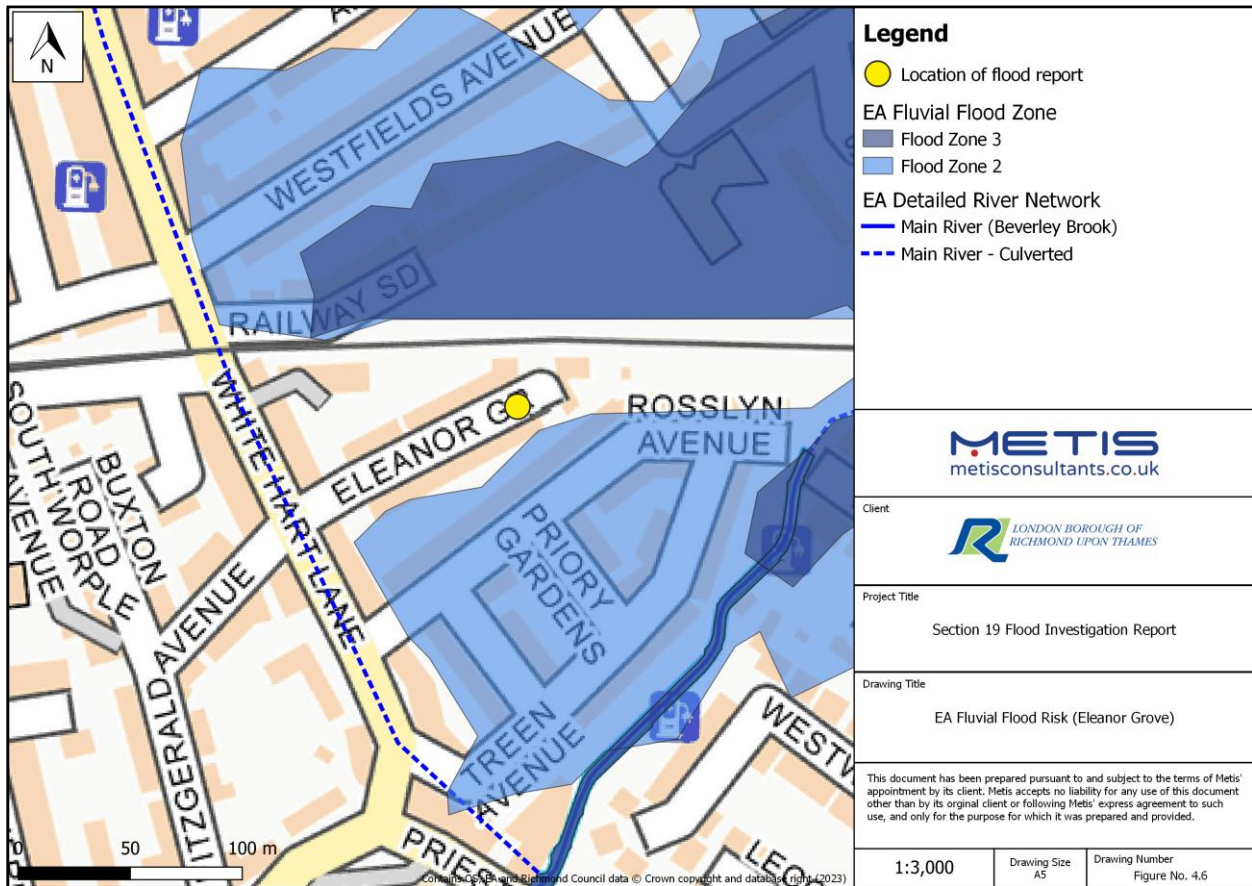 N
WESTFIELDS AVENUE
RAILWAY SD
WHITE HART LANE
ELEANOR
ROSSLYN
AVENUE
PRIORY
GARDENS
TREEN
AVENUE
BUXTON
ROAD
SOUTH WORPLE
AVENUE
ITZGERALD AVENUE
WESTW
PRIES
LEO
0 50 100 m
Contains OS, EA and Richmond Council data © Crown copyright and database right (2023)
Legend
Location of flood report
EA Fluvial Flood Zone
Flood Zone 3
Flood Zone 2
EA Detailed River Network
Main River (Beverley Brook)
Main River - Culverted
METIS
metisconsultants.co.uk
Client
LONDON BOROUGH OF
RICHMOND UPON THAMES
Project Title
Section 19 Flood Investigation Report
Drawing Title
EA Fluvial Flood Risk (Eleanor Grove)
This document has been prepared pursuant to and subject to the terms of Metis'
appointment by its client. Metis accepts no liability for any use of this document
other than by its orginal client or following Metis' express agreement to such
use, and only for the purpose for which it was prepared and provided.
1:3,000
Drawing Size
A5
Drawing Number
Figure No. 4.6